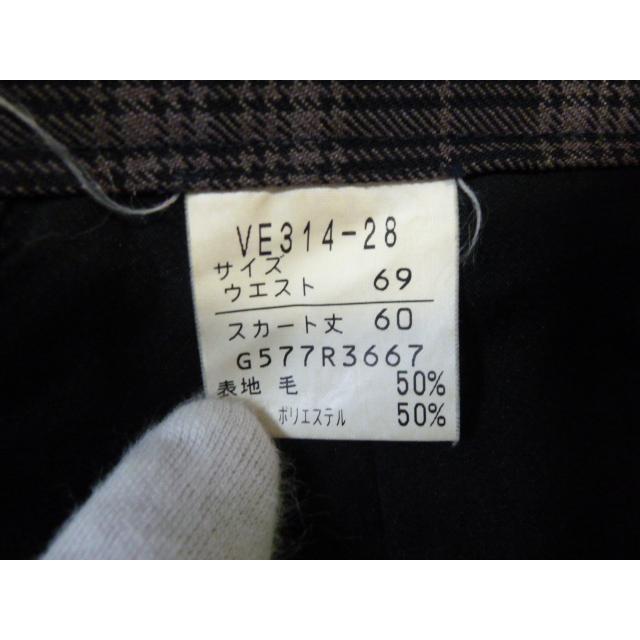 VE314-28
サイズ
ウエスト 69
スカート丈 60
G577R3667
表地 毛 50%
ポリエステル 50%